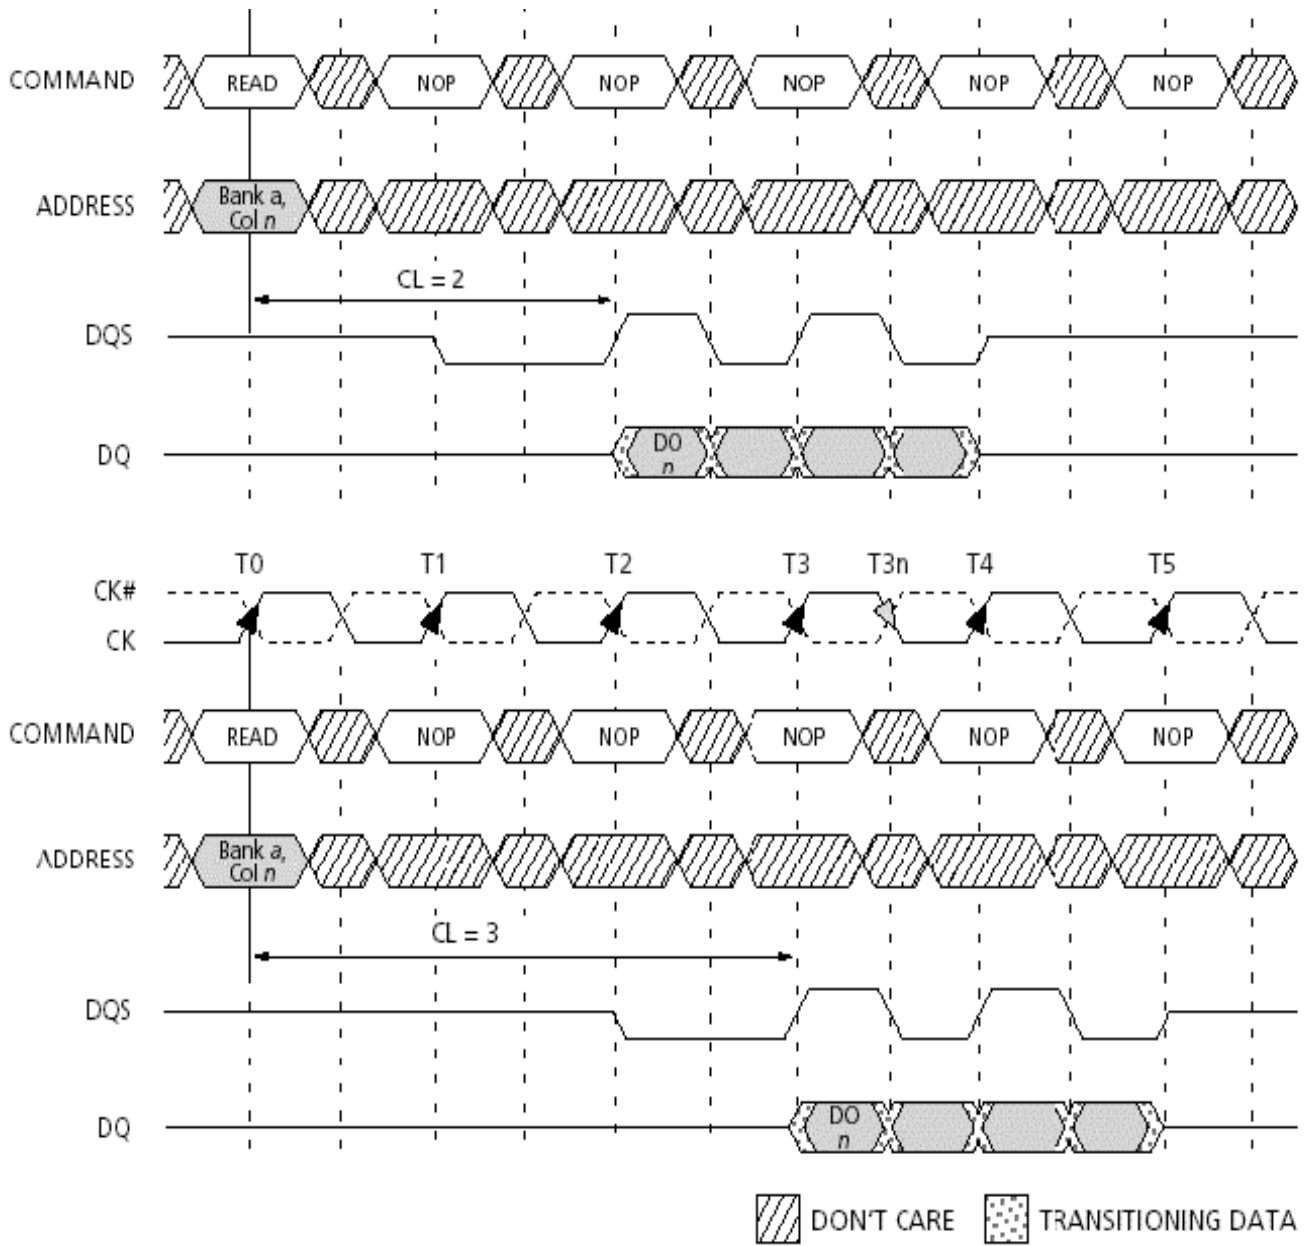 COMMAND READ NOP NOP NOP NOP NOP
ADDRESS Bank a,
Col n
CL = 2
DQS
DQ DO
n
T0 T1 T2 T3 T3n T4 T5
CK#
CK
COMMAND READ NOP NOP NOP NOP NOP
ADDRESS Bank a,
Col n
CL = 3
DQS
DQ DO
n
DON'T CARE TRANSITIONING DATA